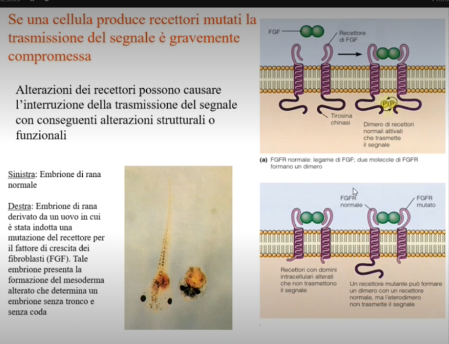 Se una cellula produce recettori mutati la
trasmissione del segnale è gravemente
compromessa
Alterazioni dei recettori possono causare
l'interruzione della trasmissione del segnale
con conseguenti alterazioni strutturali o
funzionali
Sinistra: Embrione di rana
normale
Destra: Embrione di rana
derivato da un uovo in cui
è stata indotta una
mutazione del recettore per
il fattore di crescita dei
fibroblasti (FGF). Tale
embrione presenta la
formazione del mesoderma
alterato che determina un
embrione senza tronco e
senza coda
FGF
Recettore
di FGF
Tirosina
chinasi
Dimero di recettori
normali attivati
che trasmette
il segnale
(a) FGFR normale: legame di FGF, due molecole di FGFR
formano un dimero
FGFR
normale
FGFR
mutato
Recettori con domini
intracellulari alterati
che non trasmettono
il segnale
Un recettore mutante può formare
un dimero con un recettore
normale, ma l'eterodimero
non trasmette il segnale